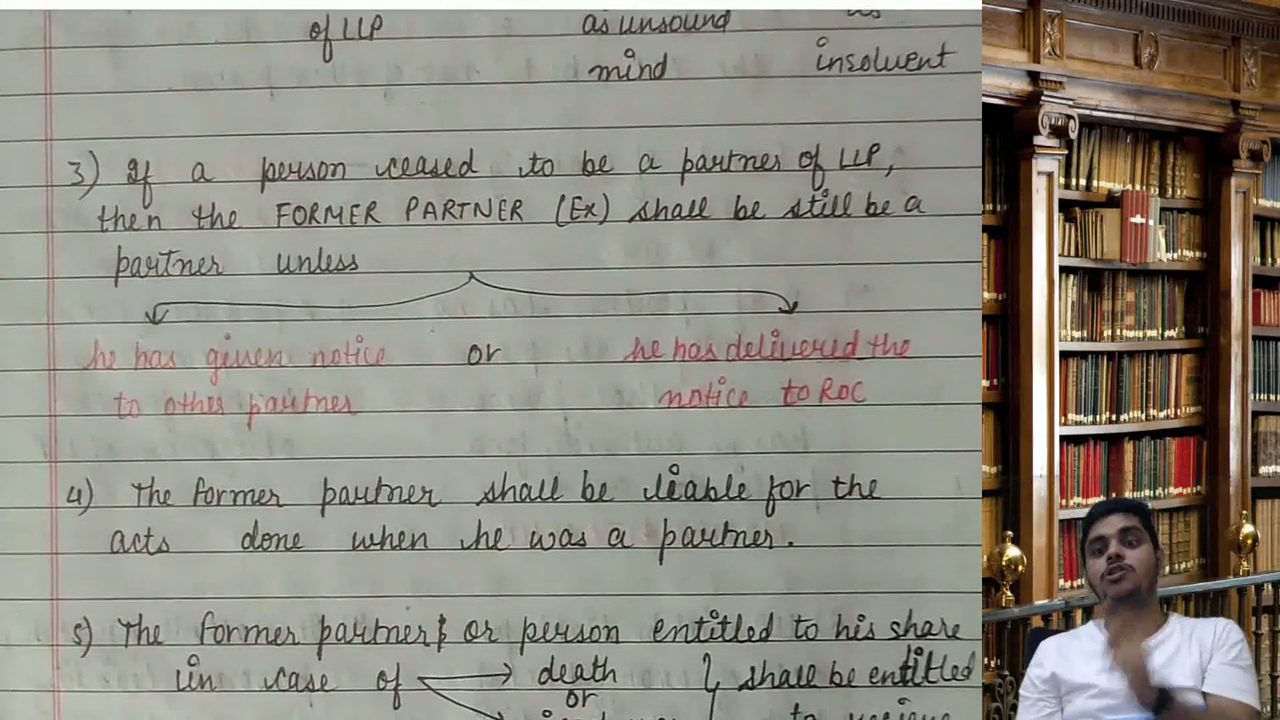 of LLP as unsound as
mind insolvent
3) If a person ceased to be a partner of LLP,
then the FORMER PARTNER (Ex) shall be still be a
partner unless
he has given notice or he has delivered the
to other partner notice to ROC
4) The former partner shall be liable for the
acts done when he was a partner.
5) The former partner or person entitled to his share
in case of → death shall be entitled
or
to